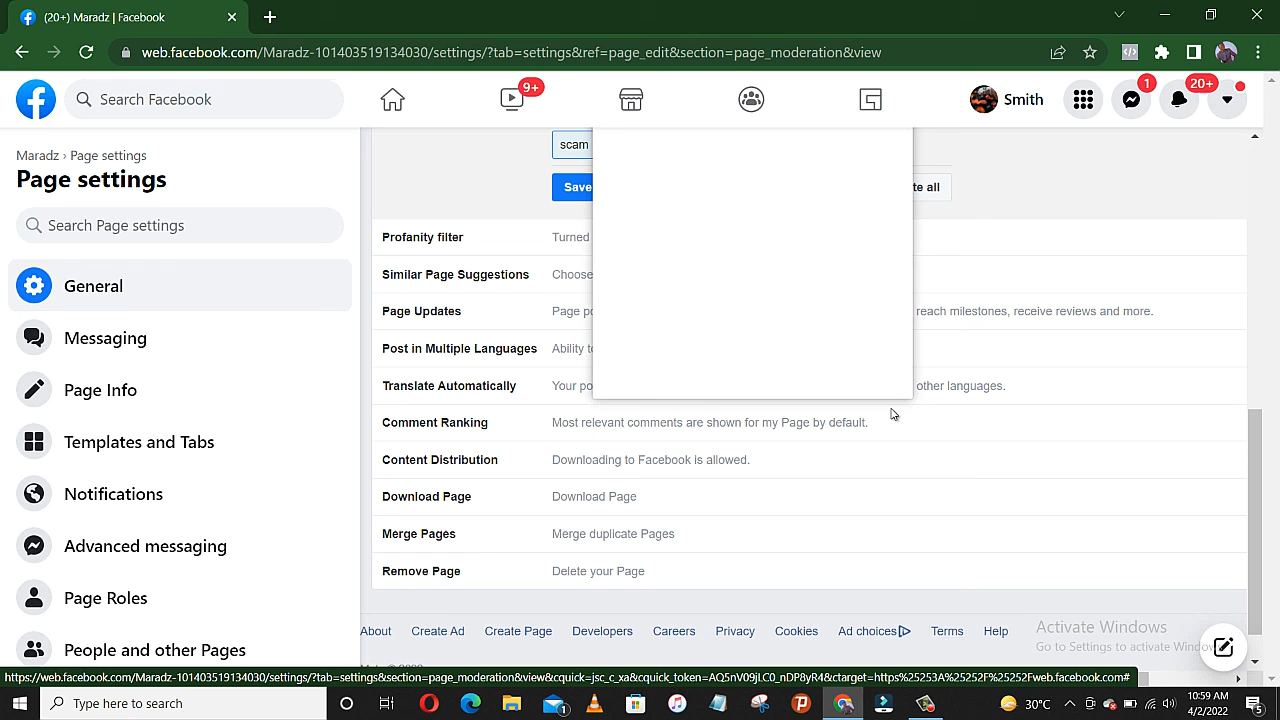 (20+) Maradz | Facebook
web.facebook.com/Maradz-101403519134030/settings/?tab=settings&ref=page_edit&section=page_moderation&view
Search Facebook
9+
Smith
1
20+
Maradz › Page settings
Page settings
Search Page settings
General
Messaging
Page Info
Templates and Tabs
Notifications
Advanced messaging
Page Roles
People and other Pages
scam
Save
te all
Profanity filter Turned
Similar Page Suggestions Choose
Page Updates Page po reach milestones, receive reviews and more.
Post in Multiple Languages Ability to
Translate Automatically Your po other languages.
Comment Ranking Most relevant comments are shown for my Page by default.
Content Distribution Downloading to Facebook is allowed.
Download Page Download Page
Merge Pages Merge duplicate Pages
Remove Page Delete your Page
About Create Ad Create Page Developers Careers Privacy Cookies Ad choices Terms Help
Activate Windows
Go to Settings to activate Windo
https://web.facebook.com/Maradz-101403519134030/settings/?tab=settings&section=page_moderation&view&cquick=jsc_c_xa&cquick_token=AQ5nV09jLC0_nDP8yR4&ctarget=https%25253A%25252F%25252Fweb.facebook.com#
Type here to search
1
30°C
10:59 AM
4/2/2022
5